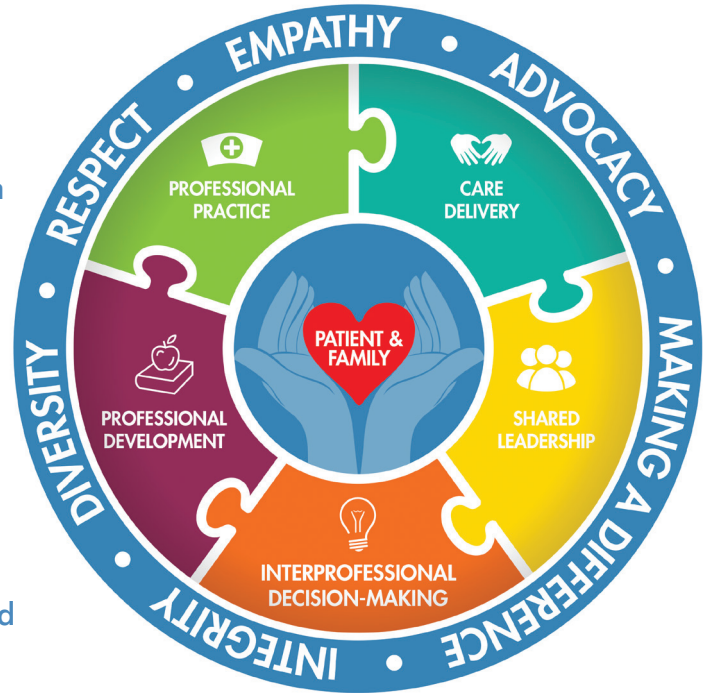 EMPATHY • ADVOCACY • MAKING A DIFFERENCE • INTEGRITY • DIVERSITY • RESPECT •
PROFESSIONAL
PRACTICE
CARE
DELIVERY
PATIENT &
FAMILY
PROFESSIONAL
DEVELOPMENT
SHARED
LEADERSHIP
INTERPROFESSIONAL
DECISION-MAKING